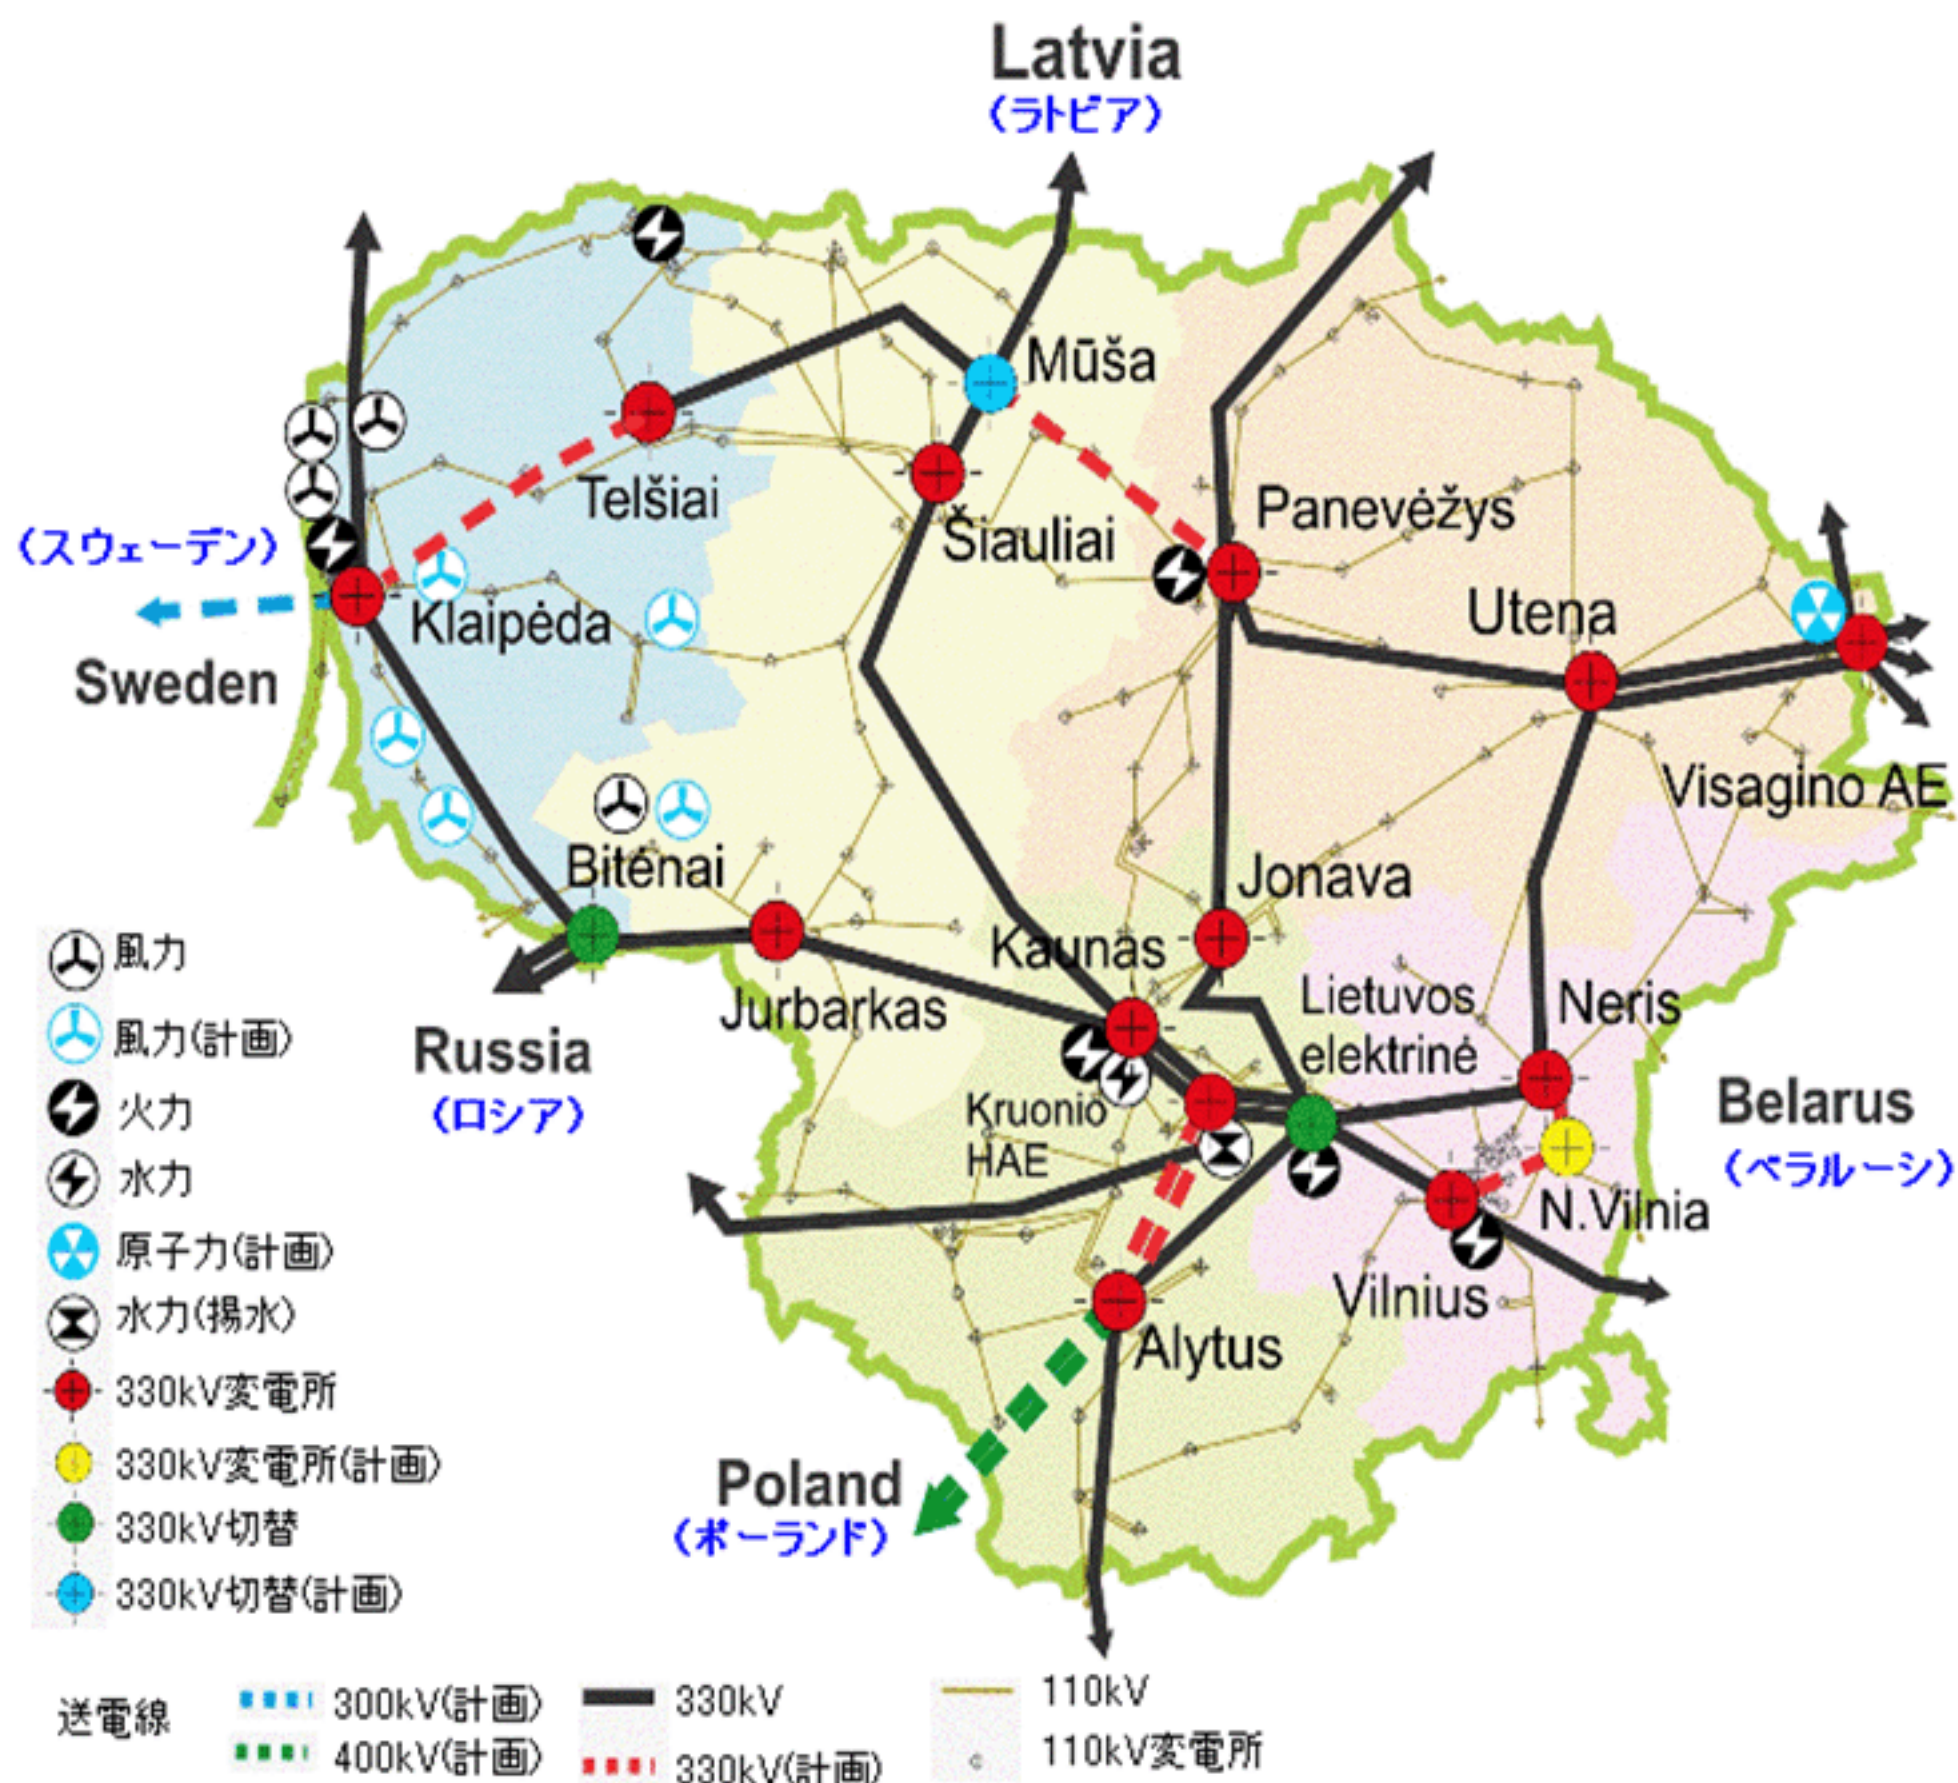 Latvia
(ラトビア)
Mūša
Telšiai
Šiauliai
Panevėžys
(スウェーデン)
Klaipėda
Sweden
Utena
Visagino AE
Bitėnai
Jonava
Kaunas
Jurbarkas
Lietuvos
elektrinė
Neris
Russia
(ロシア)
Kruonio
HAE
Belarus
(ベラルーシ)
N.Vilnia
Vilnius
Alytus
Poland
(ポーランド)
風力
風力(計画)
火力
水力
原子力(計画)
水力(揚水)
330kV変電所
330kV変電所(計画)
330kV切替
330kV切替(計画)
送電線
300kV(計画)
400kV(計画)
330kV
330kV(計画)
110kV
110kV変電所